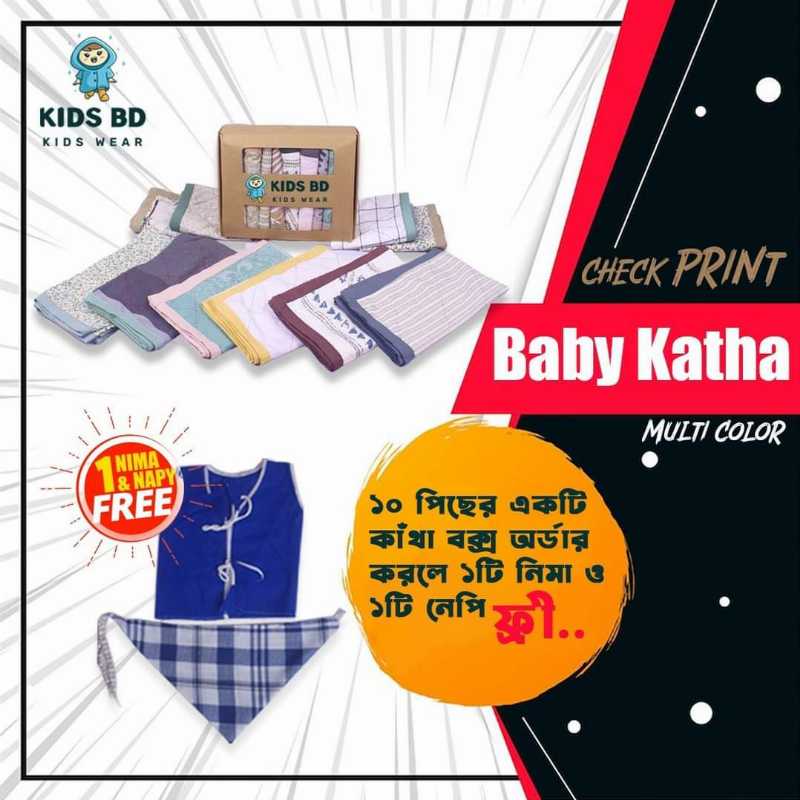 KIDS BD
KIDS WEAR
KIDS BD
KIDS WEAR
CHECK PRINT
Baby Katha
MULTI COLOR
1 NIMA
& NAPY
FREE
১০ পিছের একটি
কাঁথা বক্স অর্ডার
করলে ১টি নিমা ও
১টি নেপি ফ্রী..